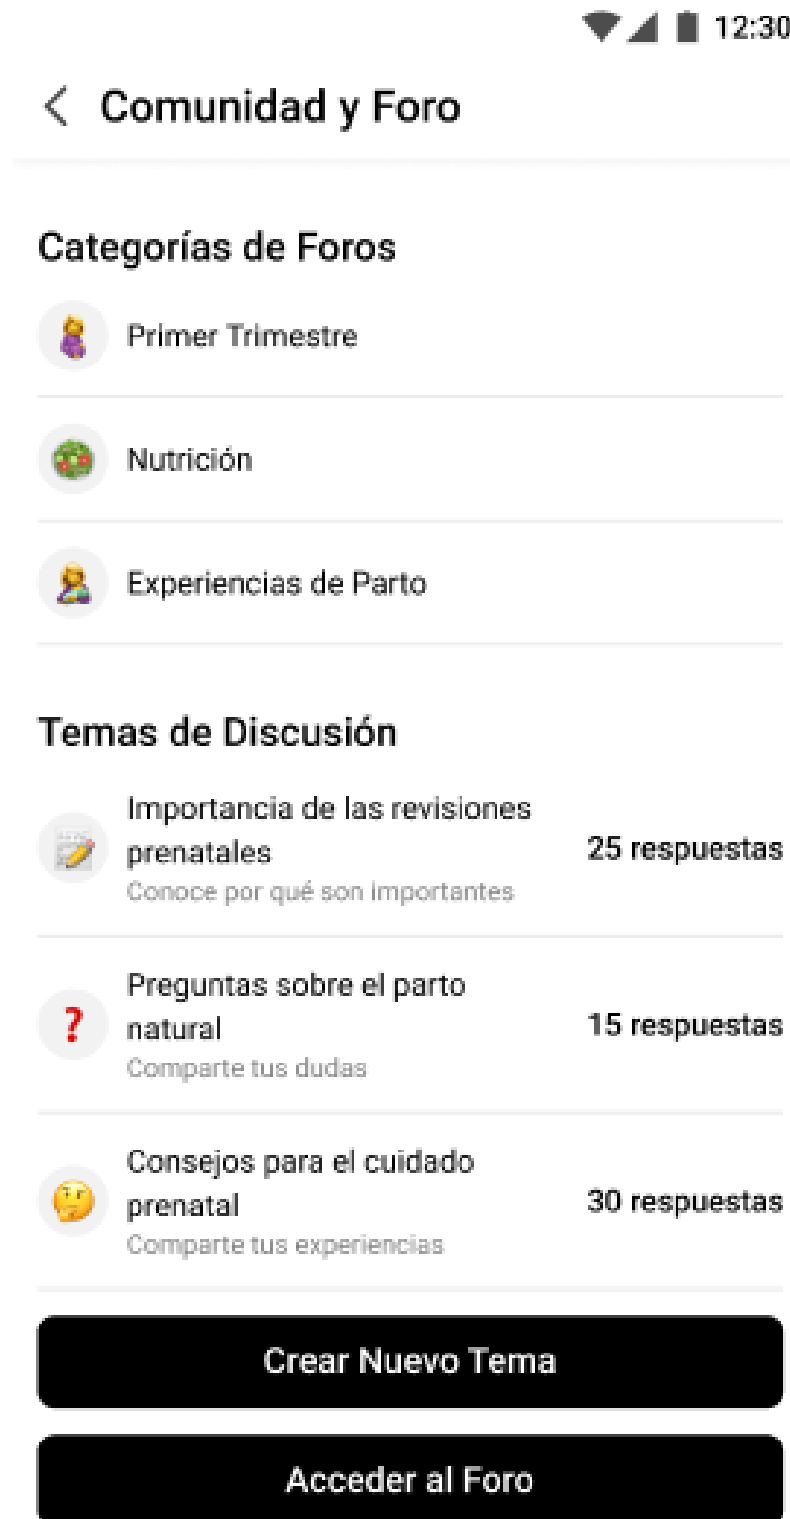 12:30
Comunidad y Foro
Categorías de Foros
Primer Trimestre
Nutrición
Experiencias de Parto
Temas de Discusión
Importancia de las revisiones
prenatales
Conoce por qué son importantes
25 respuestas
Preguntas sobre el parto
natural
Comparte tus dudas
15 respuestas
Consejos para el cuidado
prenatal
Comparte tus experiencias
30 respuestas
Crear Nuevo Tema
Acceder al Foro